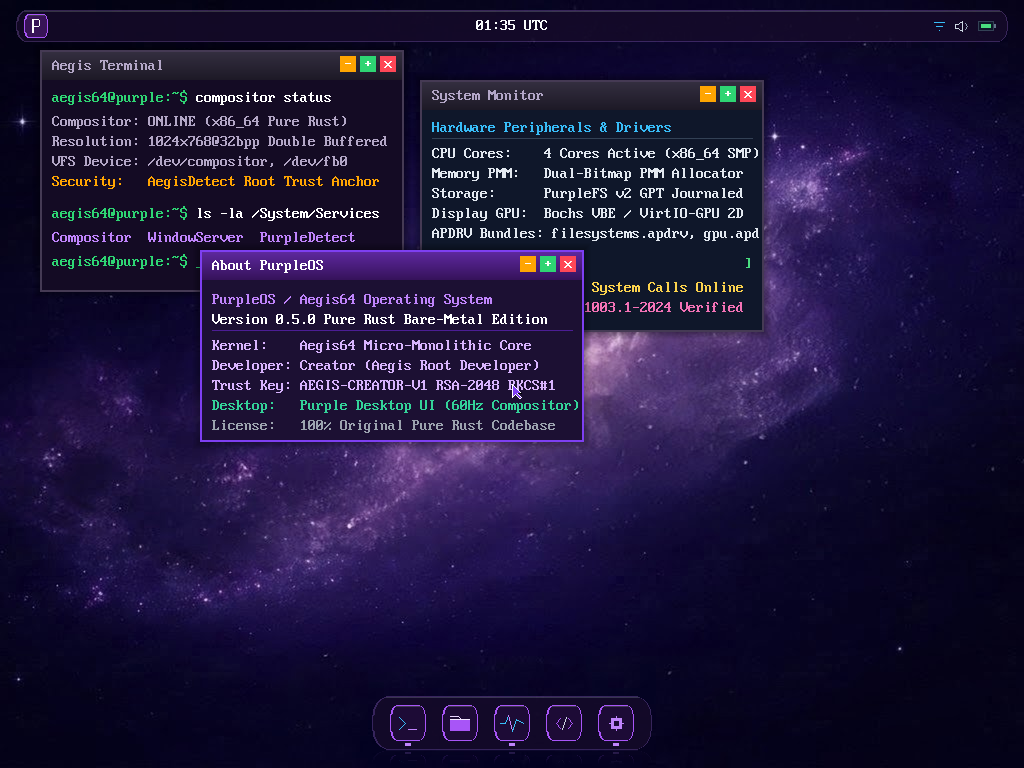 P
01:35 UTC
Aegis Terminal
aegis64@purple:~$ compositor status
Compositor: ONLINE (x86_64 Pure Rust)
Resolution: 1024x768@32bpp Double Buffered
VFS Device: /dev/compositor, /dev/fb0
Security: AegisDetect Root Trust Anchor
aegis64@purple:~$ ls -la /System/Services
Compositor WindowServer PurpleDetect
aegis64@purple:~$ _
System Monitor
Hardware Peripherals & Drivers
CPU Cores: 4 Cores Active (x86_64 SMP)
Memory PMM: Dual-Bitmap PMM Allocator
Storage: PurpleFS v2 GPT Journaled
Display GPU: Bochs VBE / VirtIO-GPU 2D
APDRV Bundles: filesystems.apdrv, gpu.apd
]
System Calls Online
1003.1-2024 Verified
About PurpleOS
PurpleOS / Aegis64 Operating System
Version 0.5.0 Pure Rust Bare-Metal Edition
Kernel: Aegis64 Micro-Monolithic Core
Developer: Creator (Aegis Root Developer)
Trust Key: AEGIS-CREATOR-V1 RSA-2048 PKCS#1
Desktop: Purple Desktop UI (60Hz Compositor)
License: 100% Original Pure Rust Codebase